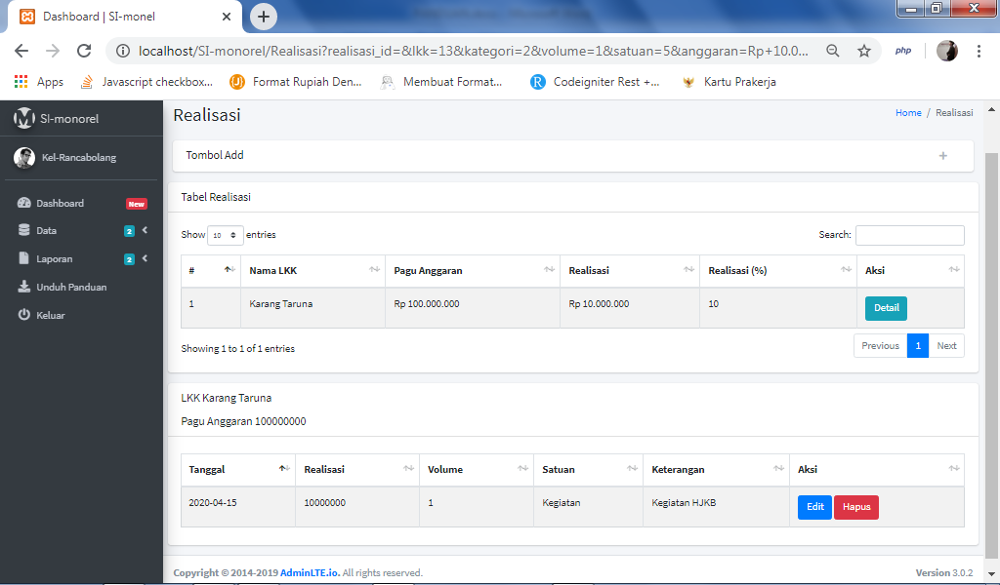 Dashboard | SI-monel
localhost/SI-monorel/Realisasi?realisasi_id=&lkk=13&kategori=2&volume=1&satuan=5&anggaran=Rp+10.0...
php
Apps
Javascript checkbox...
Format Rupiah Den...
Membuat Format...
Codeigniter Rest +...
Kartu Prakerja
SI-monorel
Realisasi
Home / Realisasi
Kel-Rancabolang
Tombol Add
Dashboard New
Data 2
Laporan 2
Unduh Panduan
Keluar
Tabel Realisasi
Show 10 entries
Search:
# Nama LKK Pagu Anggaran Realisasi Realisasi (%) Aksi
1 Karang Taruna Rp 100.000.000 Rp 10.000.000 10 Detail
Showing 1 to 1 of 1 entries
Previous 1 Next
LKK Karang Taruna
Pagu Anggaran 100000000
Tanggal Realisasi Volume Satuan Keterangan Aksi
2020-04-15 10000000 1 Kegiatan Kegiatan HJKB Edit Hapus
Copyright © 2014-2019 AdminLTE.io. All rights reserved.
Version 3.0.2